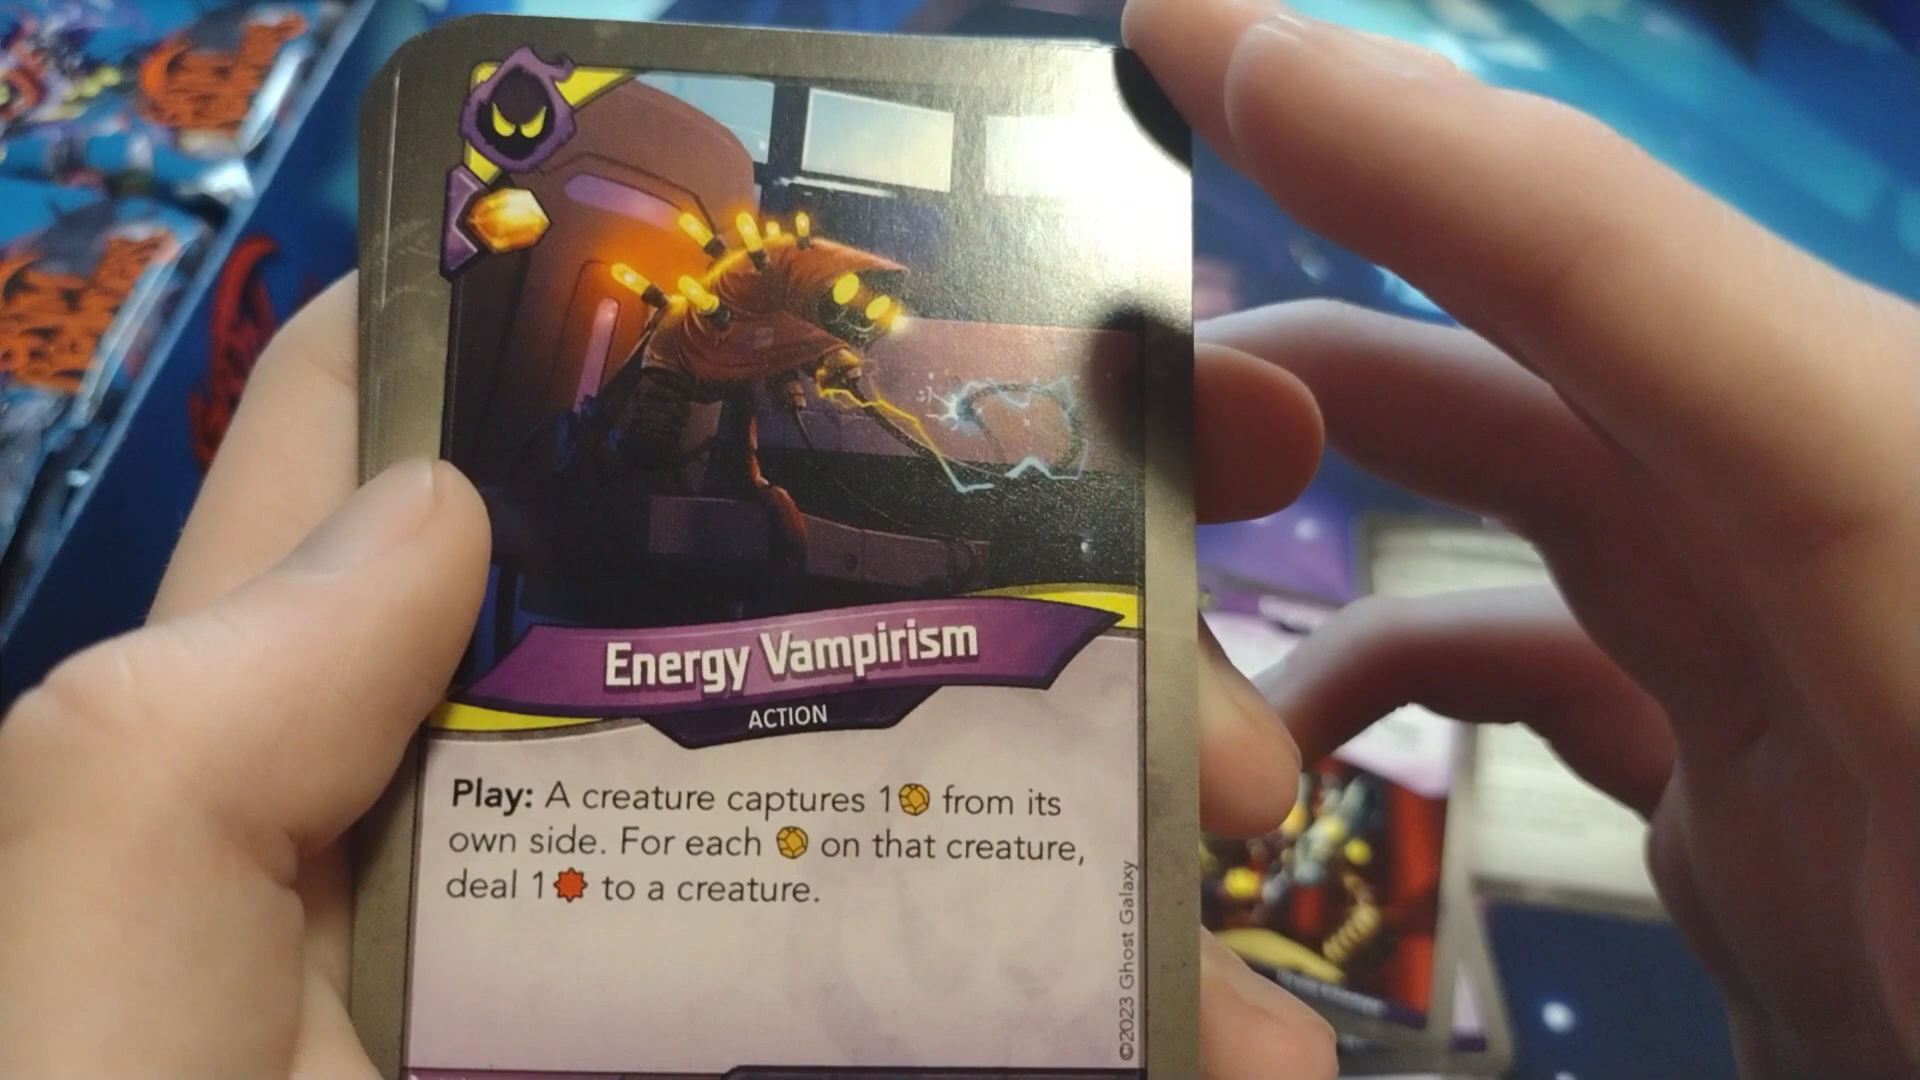 Energy Vampirism
ACTION
Play: A creature captures 1 from its
own side. For each on that creature,
deal 1 to a creature.
©2023 Ghost Galaxy